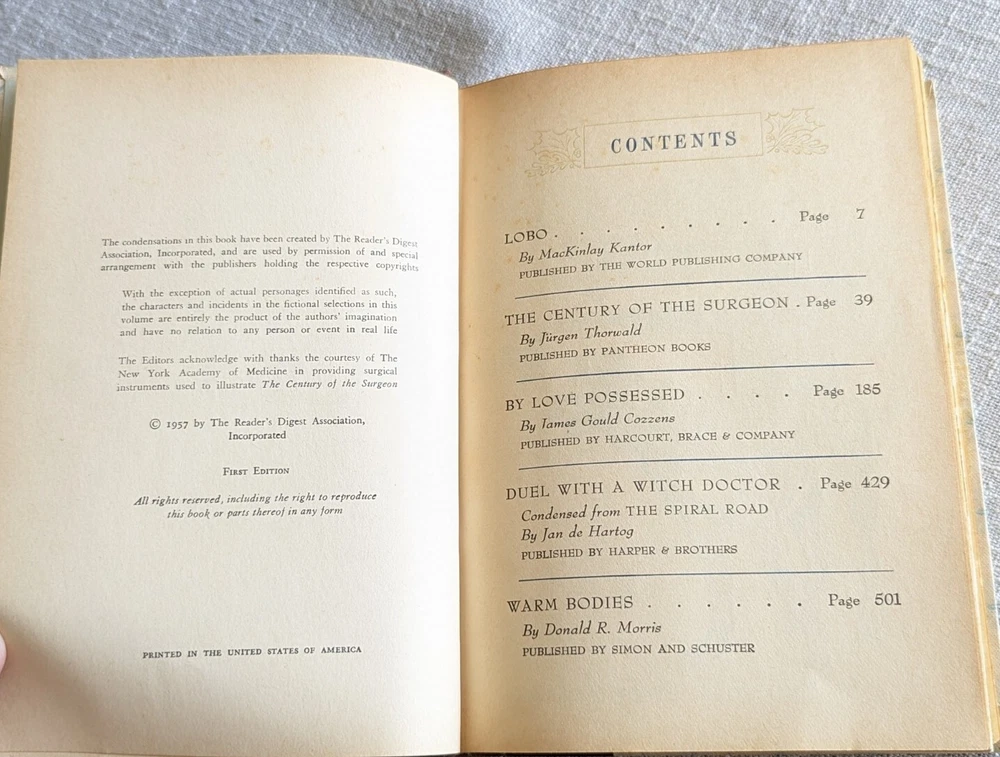 The condensations in this book have been created by The Reader's Digest
Association, Incorporated, and are used by permission of and special
arrangement with the publishers holding the respective copyrights
With the exception of actual personages identified as such,
the characters and incidents in the fictional selections in this
volume are entirely the product of the authors' imagination
and have no relation to any person or event in real life
The Editors acknowledge with thanks the courtesy of The
New York Academy of Medicine in providing surgical
instruments used to illustrate The Century of the Surgeon
© 1957 by The Reader's Digest Association,
Incorporated
FIRST EDITION
All rights reserved, including the right to reproduce
this book or parts thereof in any form
PRINTED IN THE UNITED STATES OF AMERICA
CONTENTS
LOBO . . . . . . . . . Page 7
By MacKinlay Kantor
PUBLISHED BY THE WORLD PUBLISHING COMPANY
THE CENTURY OF THE SURGEON . Page 39
By Jürgen Thorwald
PUBLISHED BY PANTHEON BOOKS
BY LOVE POSSESSED . . . . Page 185
By James Gould Cozzens
PUBLISHED BY HARCOURT, BRACE & COMPANY
DUEL WITH A WITCH DOCTOR . Page 429
Condensed from THE SPIRAL ROAD
By Jan de Hartog
PUBLISHED BY HARPER & BROTHERS
WARM BODIES . . . . . . Page 501
By Donald R. Morris
PUBLISHED BY SIMON AND SCHUSTER